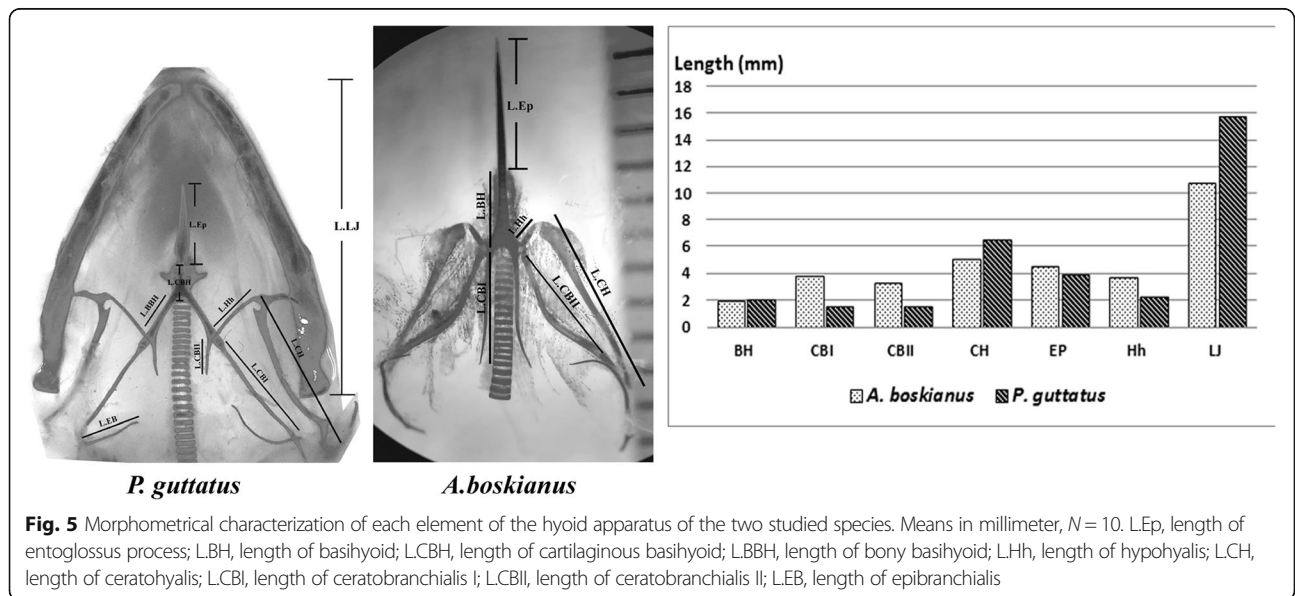 L.Ep
L.LJ
L.CBH
L.BBH
L.Hh
L.CBII
L.CH
L.CBI
L.EB
P. guttatus
L.Ep
L.BH
L.Hh
L.CH
L.CBI
L.CBH
A.boskianus
Length (mm)
18
16
14
12
10
8
6
4
2
0
BH CBI CBII CH EP Hh LJ
A. boskianus P. guttatus
Fig. 5 Morphometrical characterization of each element of the hyoid apparatus of the two studied species. Means in millimeter, N = 10. L.Ep, length of
entoglossus process; L.BH, length of basihyoid; L.CBH, length of cartilaginous basihyoid; L.BBH, length of bony basihyoid; L.Hh, length of hypohyalis; L.CH,
length of ceratohyalis; L.CBI, length of ceratobranchialis I; L.CBII, length of ceratobranchialis II; L.EB, length of epibranchialis